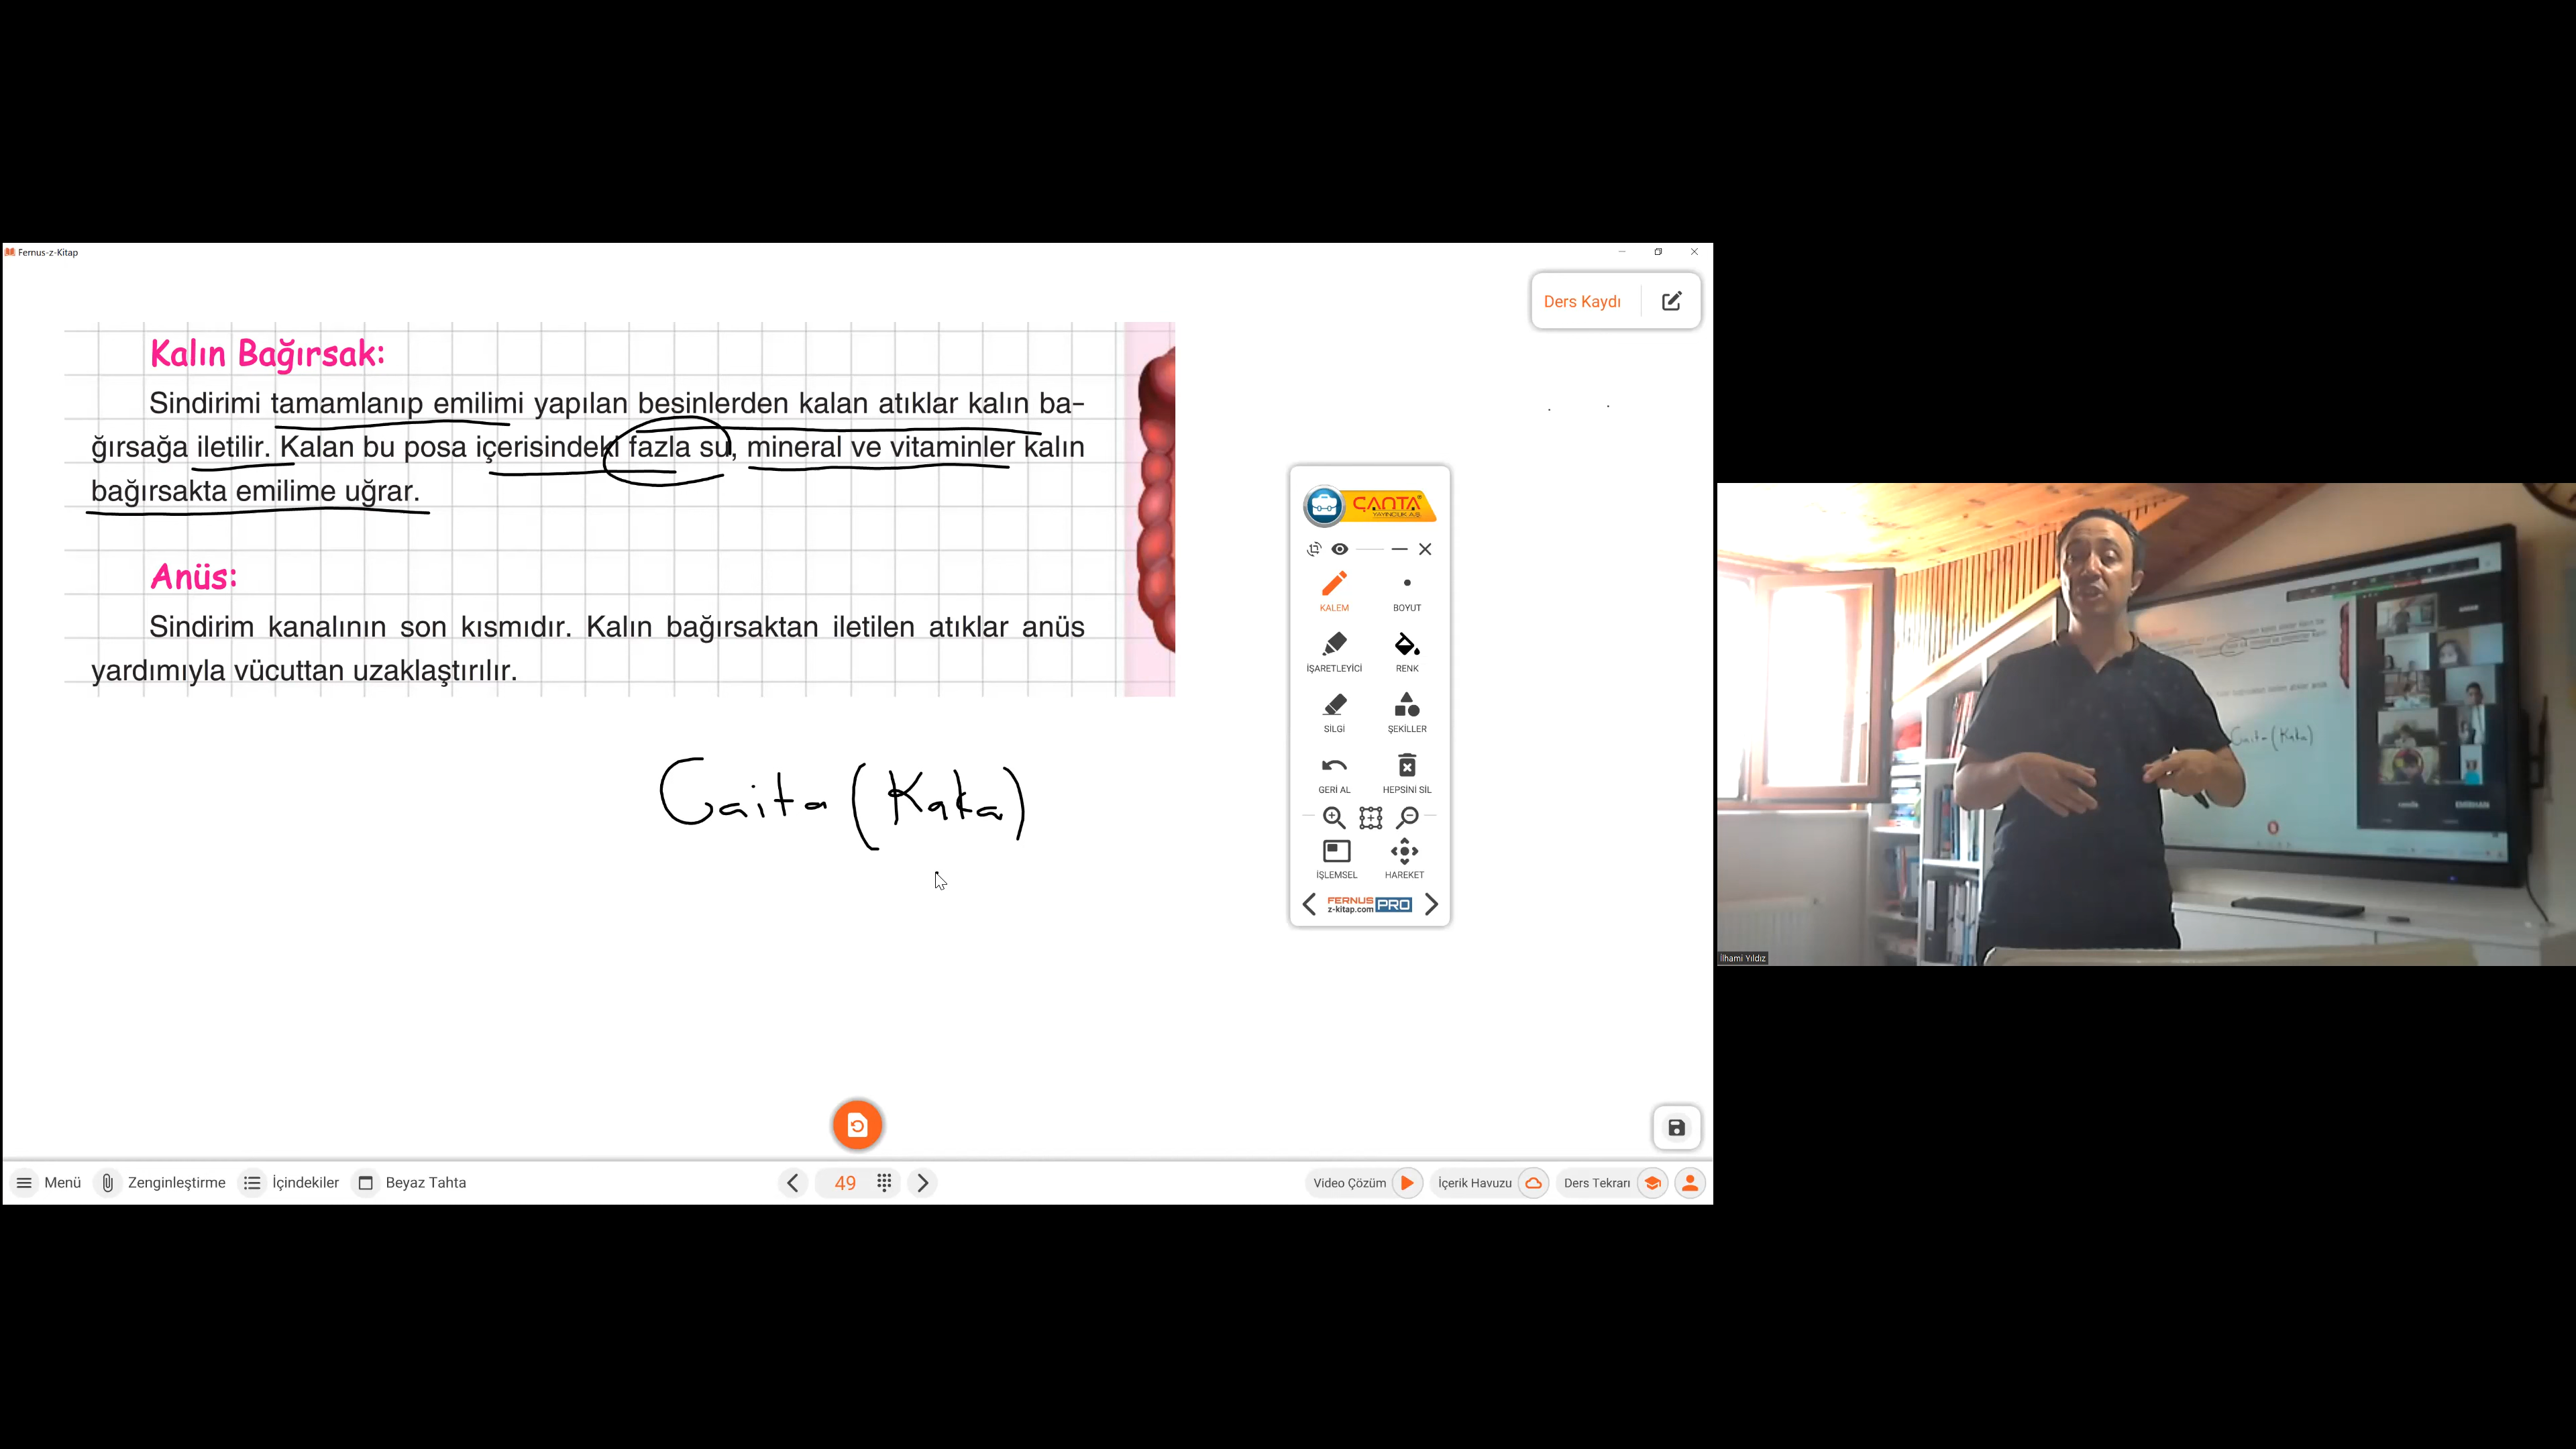 Fernus-z-Kitap
Ders Kaydı
Kalın Bağırsak:
Sindirimi tamamlanıp emilimi yapılan besinlerden kalan atıklar kalın ba-
ğırsağa iletilir. Kalan bu posa içerisindeki fazla su, mineral ve vitaminler kalın
bağırsakta emilime uğrar.
Anüs:
Sindirim kanalının son kısmıdır. Kalın bağırsaktan iletilen atıklar anüs
yardımıyla vücuttan uzaklaştırılır.
Gaita (Kaka)
ÇANTA
YAYINCILIK A.Ş.
KALEM BOYUT
İŞARETLEYİCİ RENK
SİLGİ ŞEKİLLER
GERİ AL HEPSİNİ SİL
İŞLEMSEL HAREKET
FERNUS
z-kitap.com PRO
İlhami Yıldız
Gaita (Kaka)
Menü Zenginleştirme İçindekiler Beyaz Tahta 49 Video Çözüm İçerik Havuzu Ders Tekrarı